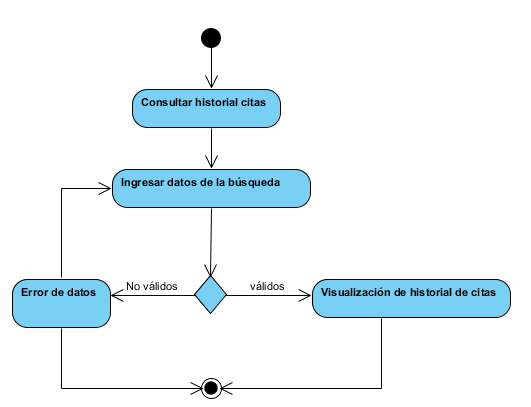 Consultar historial citas
Ingresar datos de la búsqueda
No válidos
válidos
Error de datos
Visualización de historial de citas